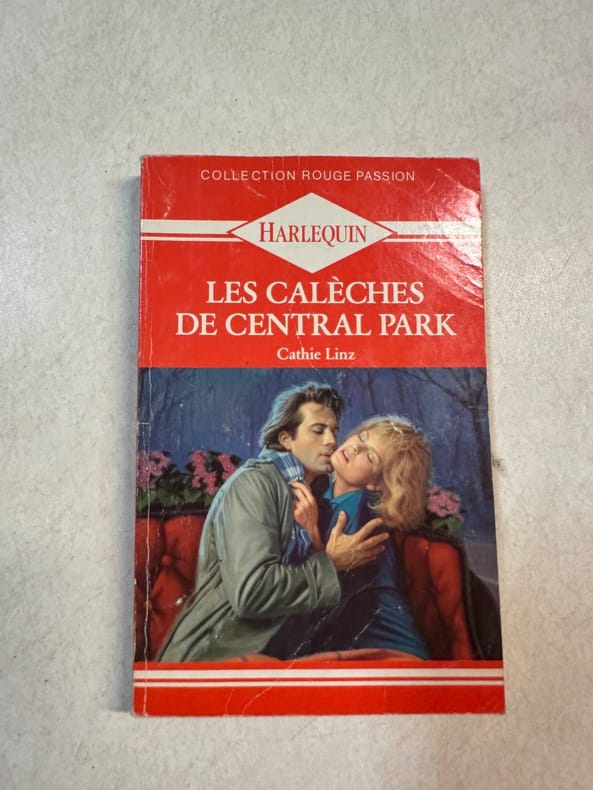 COLLECTION ROUGE PASSION
HARLEQUIN
LES CALÈCHES
DE CENTRAL PARK
Cathie Linz